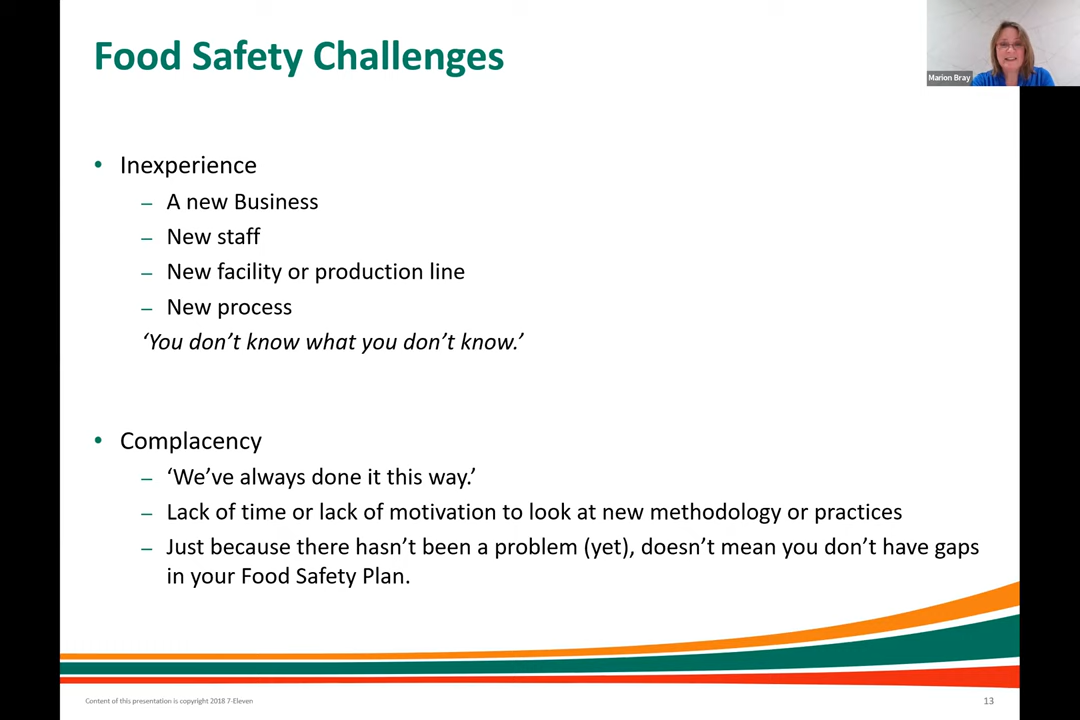 Food Safety Challenges
Marion Bray
• Inexperience
– A new Business
– New staff
– New facility or production line
– New process
‘You don’t know what you don’t know.’
• Complacency
– ‘We’ve always done it this way.’
– Lack of time or lack of motivation to look at new methodology or practices
– Just because there hasn’t been a problem (yet), doesn’t mean you don’t have gaps
in your Food Safety Plan.
Content of this presentation is copyright 2018 7-Eleven
13